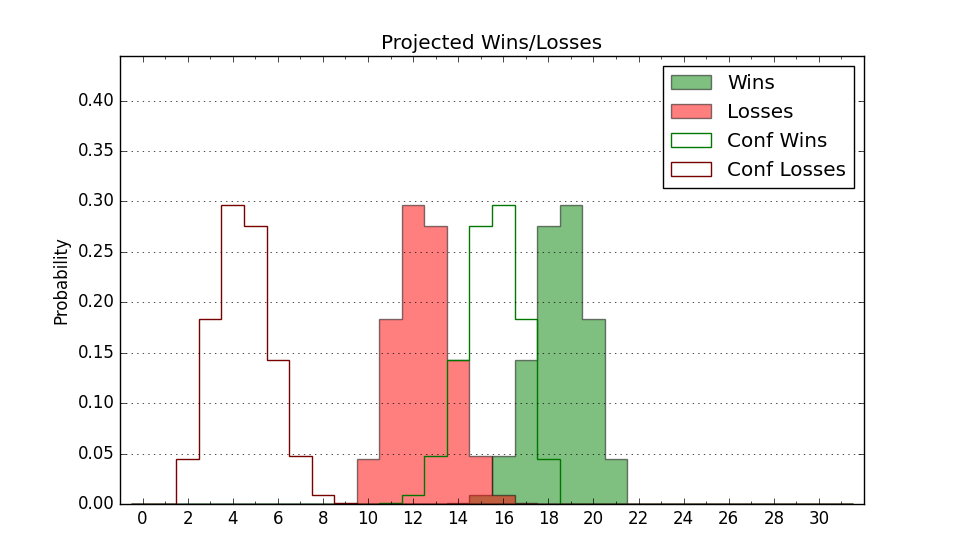 Projected Wins/Losses
Wins
Losses
Conf Wins
Conf Losses
Probability
0.40
0.35
0.30
0.25
0.20
0.15
0.10
0.05
0.00
0 2 4 6 8 10 12 14 16 18 20 22 24 26 28 30